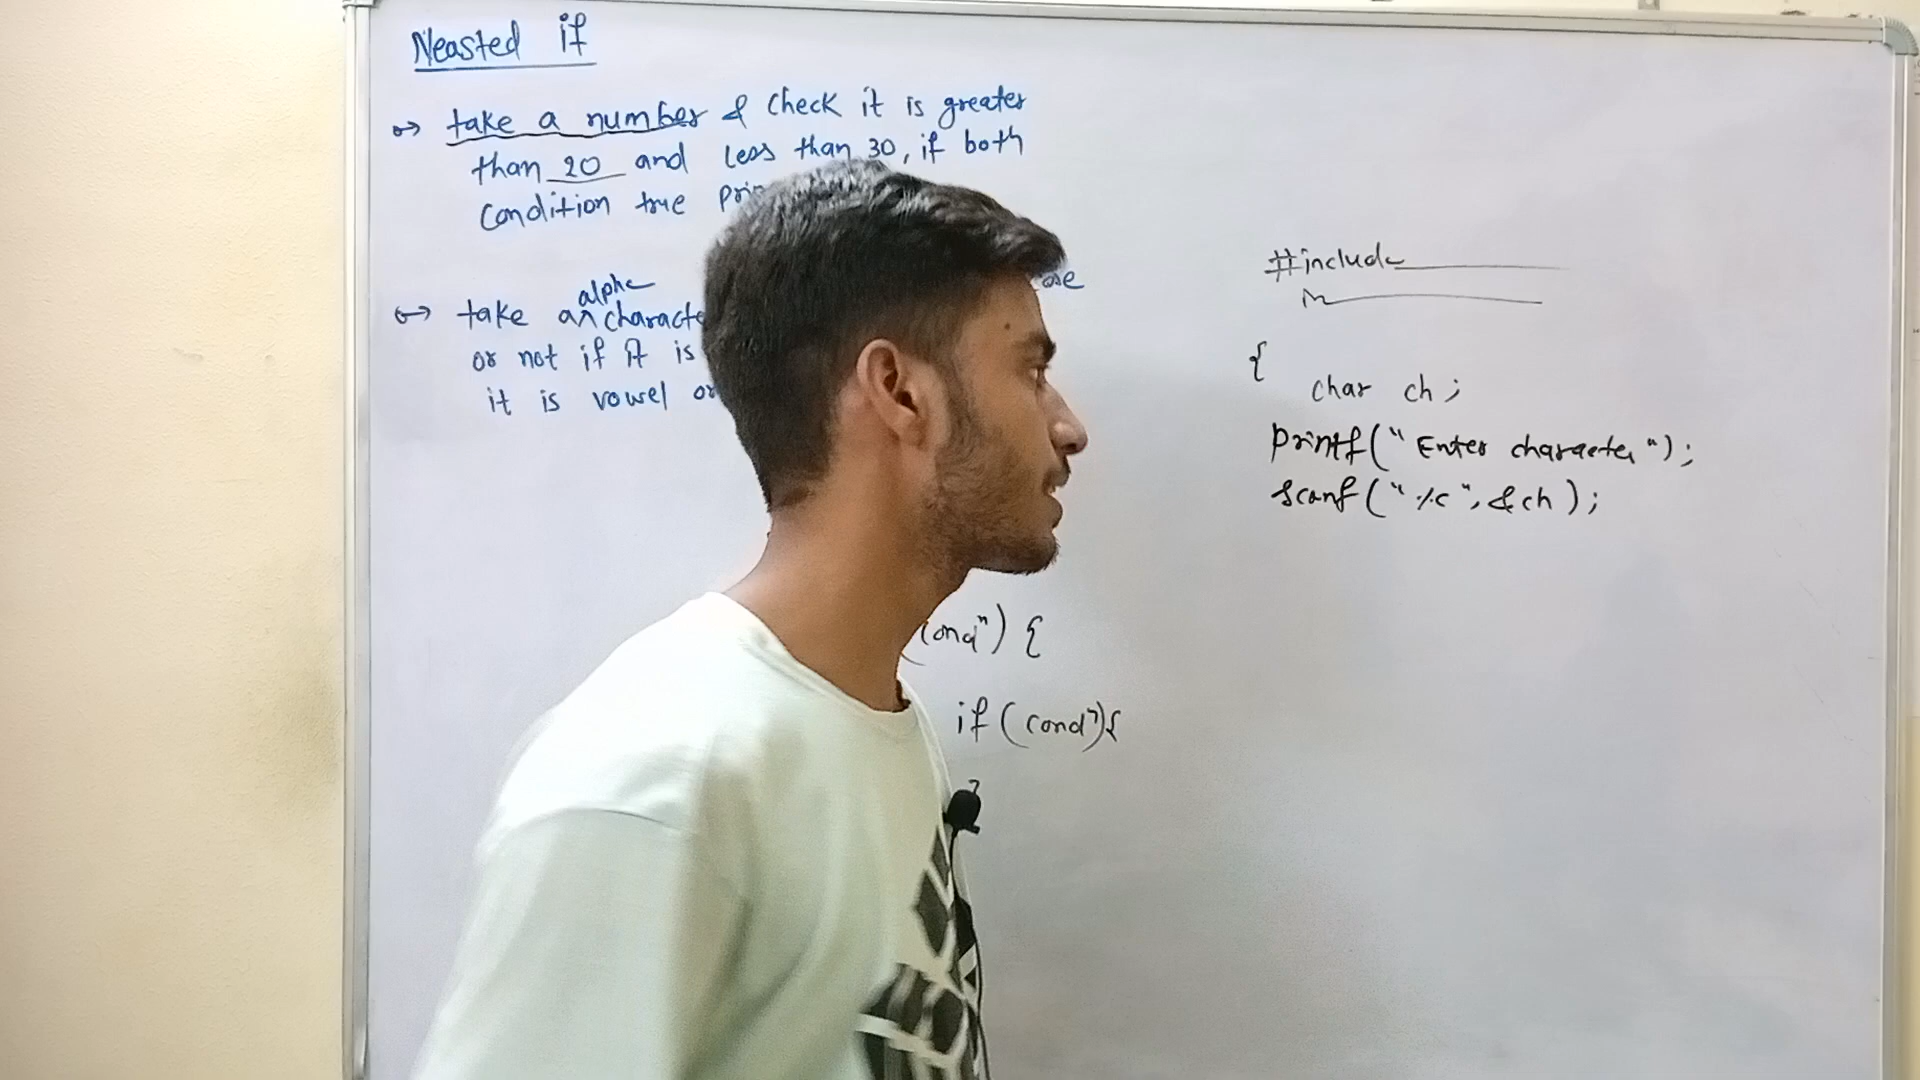 Neasted if
take a number & check it is greater
than 20 and less than 30, if both
condition true
alpha
take an character
or not if it is
it is vowel or
(cond") {
if (cond"){
#include
{
char ch;
printf("Enter character");
scanf("%c", &ch);